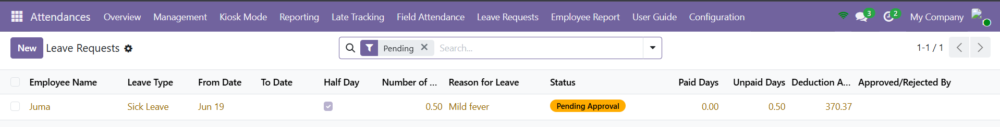 Attendances Overview Management Kiosk Mode Reporting Late Tracking Field Attendance Leave Requests Employee Report User Guide Configuration 3 2 My Company
New Leave Requests Pending Search... 1-1 / 1
Employee Name Leave Type From Date To Date Half Day Number of ... Reason for Leave Status Paid Days Unpaid Days Deduction A... Approved/Rejected By
Juma Sick Leave Jun 19 0.50 Mild fever Pending Approval 0.00 0.50 370.37